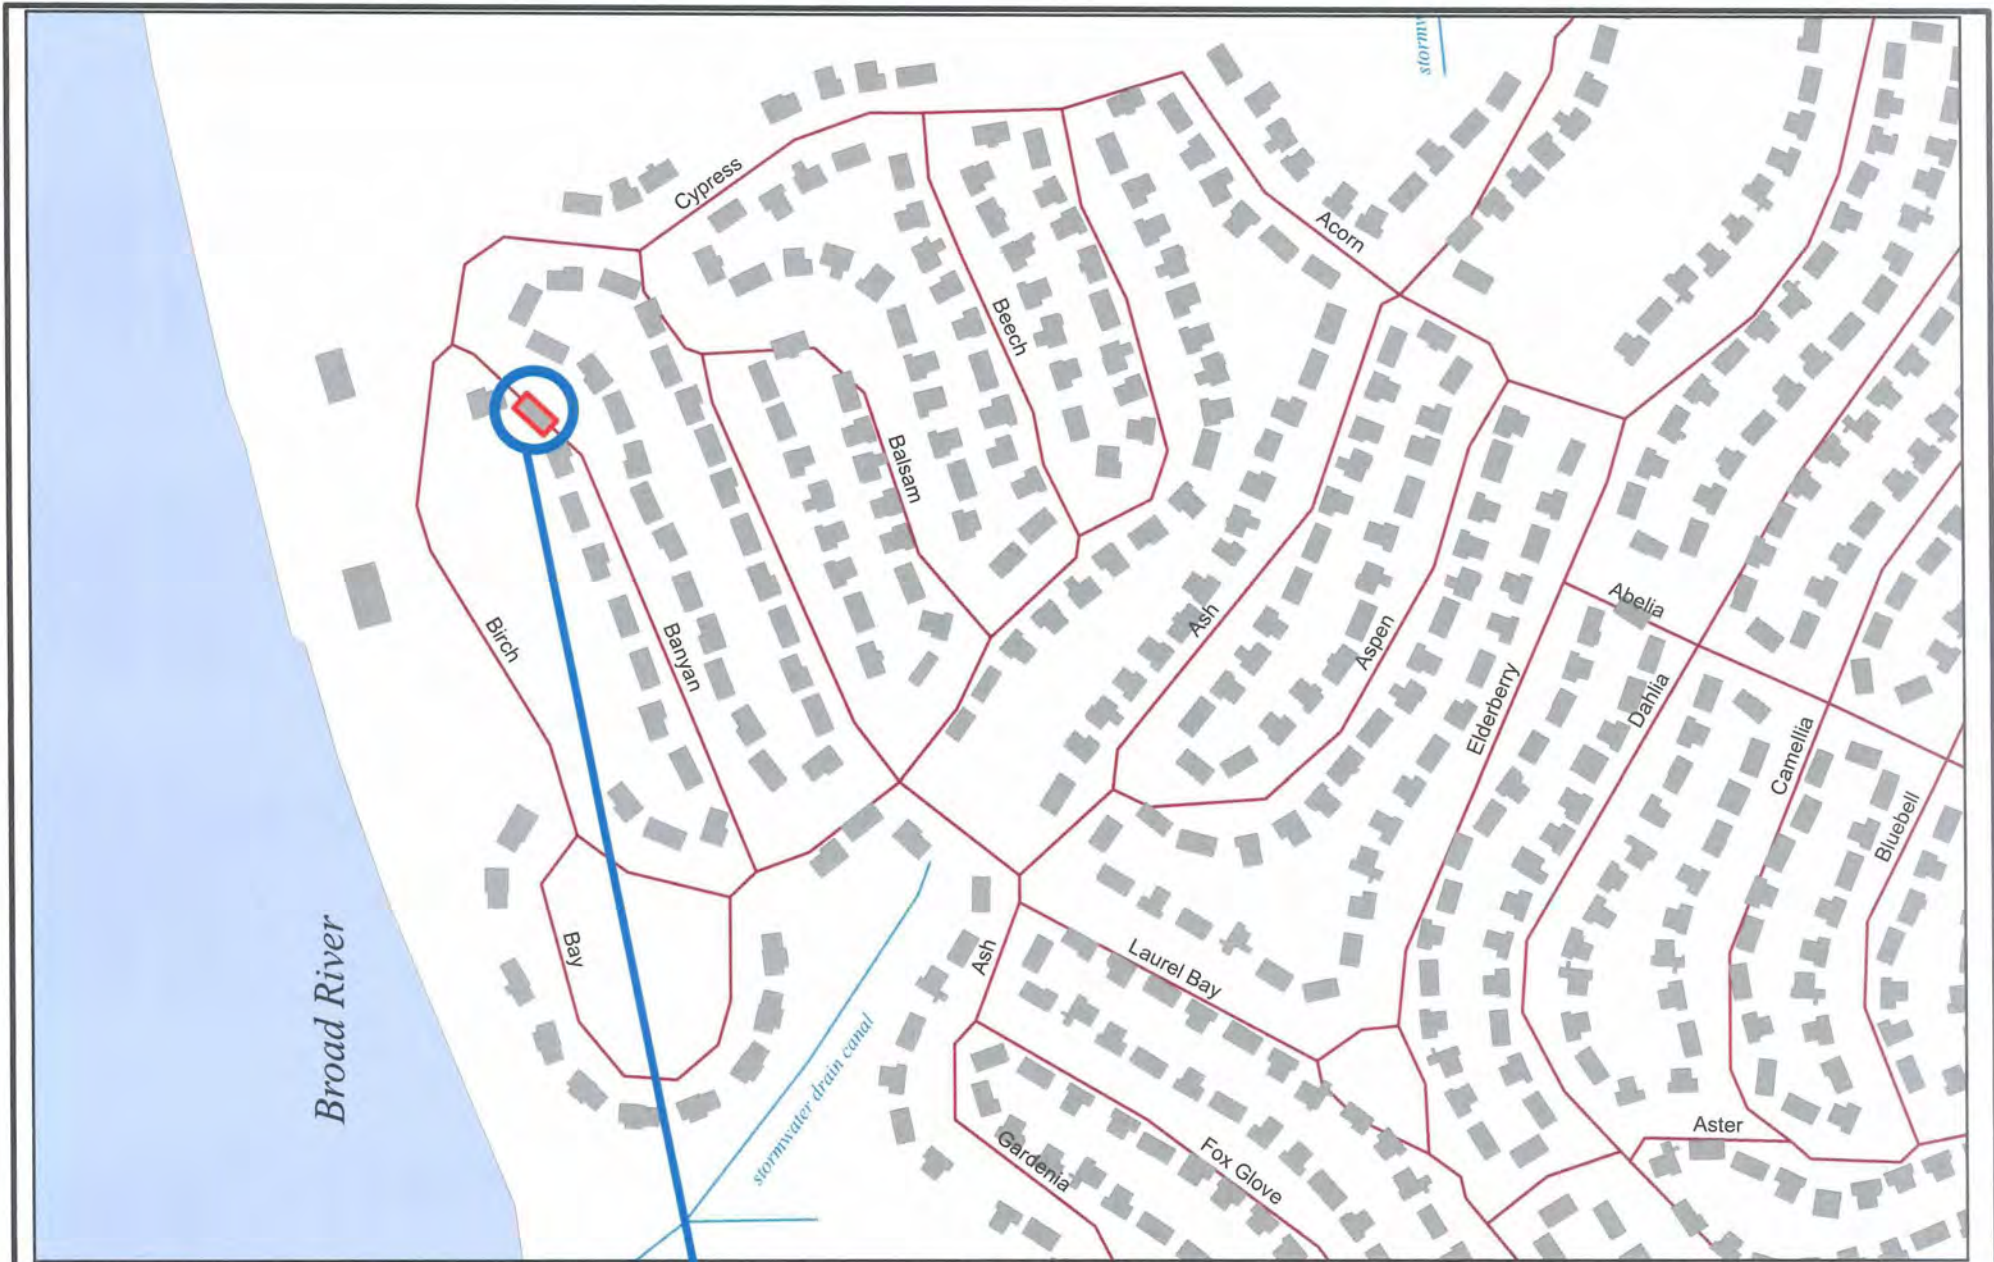 stormw
Cypress
Acorn
Beech
Balsam
Birch
Banyan
Ash
Aspen
Abelia
Elderberry
Dahlia
Camellia
Bluebell
Broad River
Bay
Ash
Laurel Bay
stormwater drain canal
Gardenia
Fox Glove
Aster